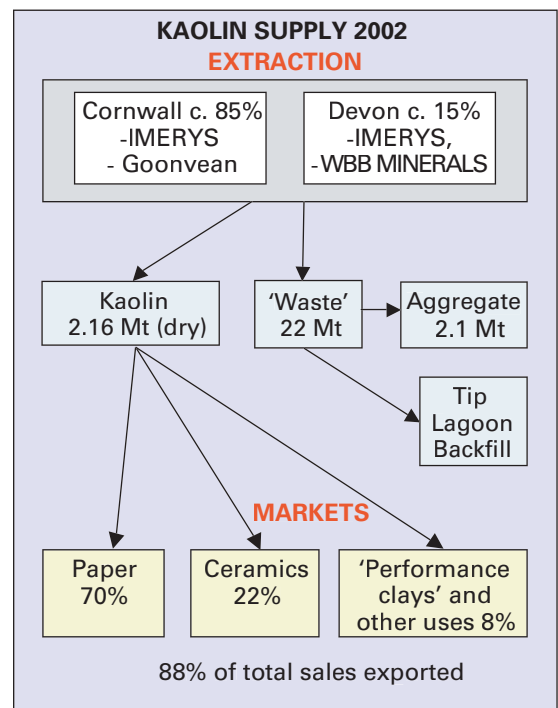 KAOLIN SUPPLY 2002
EXTRACTION
Cornwall c. 85%
-IMERYS
- Goonvean
Devon c. 15%
-IMERYS,
-WBB MINERALS
Kaolin
2.16 Mt (dry)
'Waste'
22 Mt
Aggregate
2.1 Mt
Tip
Lagoon
Backfill
MARKETS
Paper
70%
Ceramics
22%
'Performance
clays' and
other uses 8%
88% of total sales exported